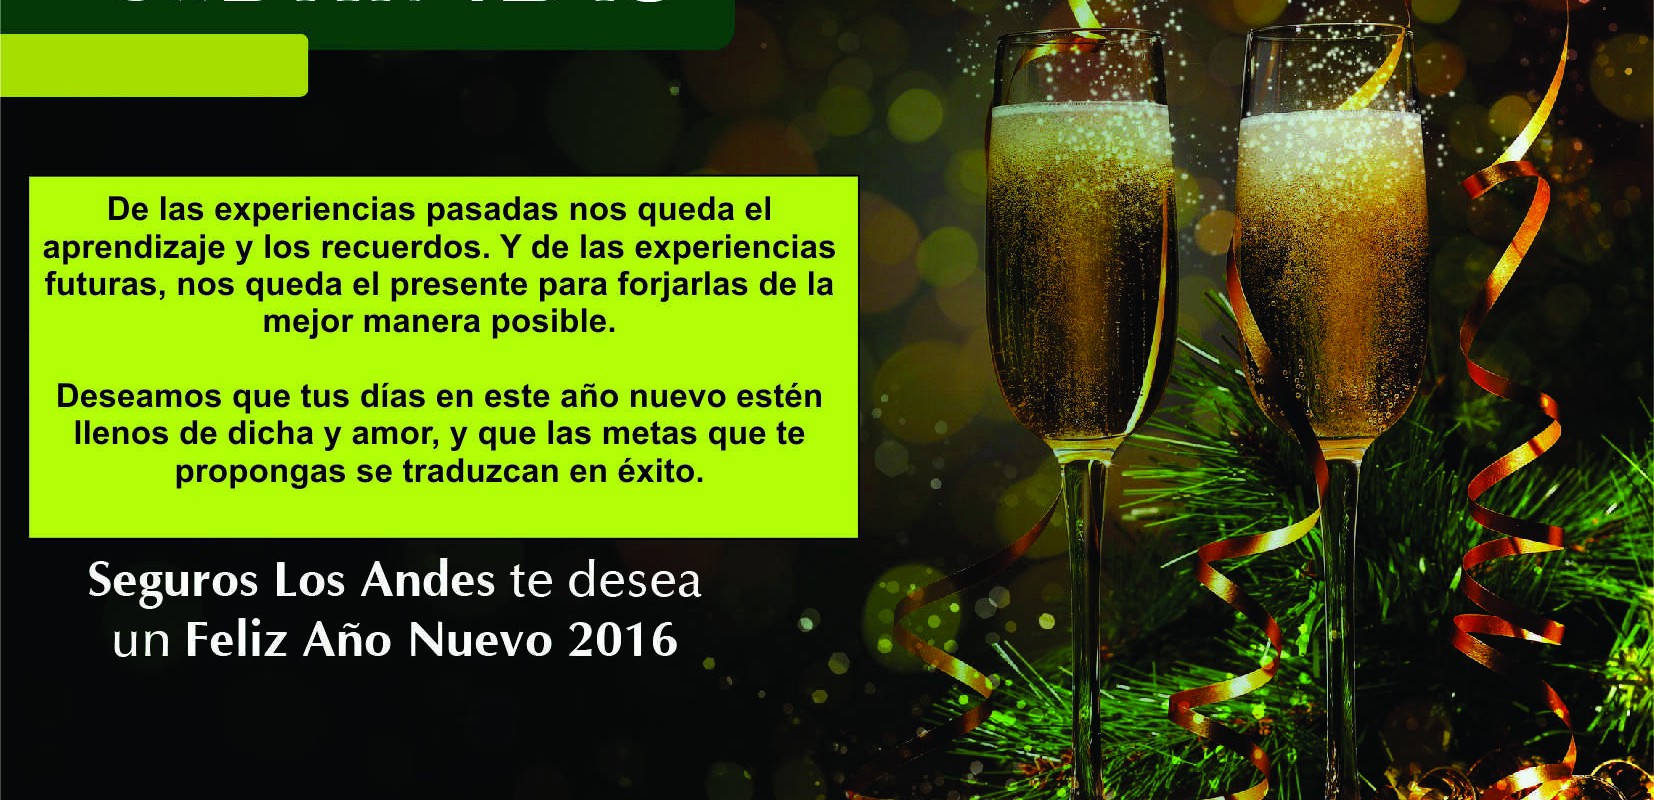 De las experiencias pasadas nos queda el
aprendizaje y los recuerdos. Y de las experiencias
futuras, nos queda el presente para forjarlas de la
mejor manera posible.
Deseamos que tus días en este año nuevo estén
llenos de dicha y amor, y que las metas que te
propongas se traduzcan en éxito.
Seguros Los Andes te desea
un Feliz Año Nuevo 2016